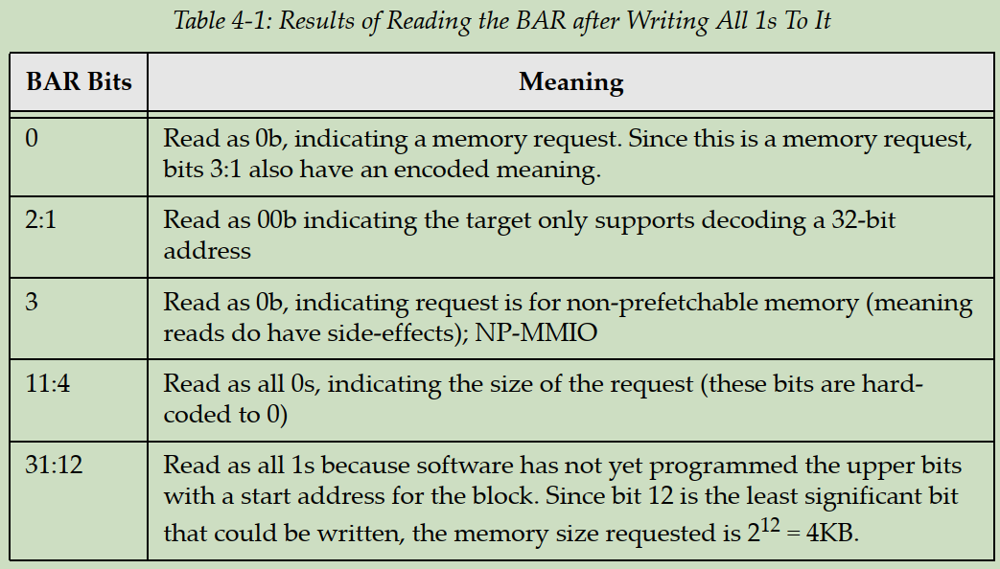 Table 4-1: Results of Reading the BAR after Writing All 1s To It
BAR Bits Meaning
0 Read as 0b, indicating a memory request. Since this is a memory request,
bits 3:1 also have an encoded meaning.
2:1 Read as 00b indicating the target only supports decoding a 32-bit
address
3 Read as 0b, indicating request is for non-prefetchable memory (meaning
reads do have side-effects); NP-MMIO
11:4 Read as all 0s, indicating the size of the request (these bits are hard-
coded to 0)
31:12 Read as all 1s because software has not yet programmed the upper bits
with a start address for the block. Since bit 12 is the least significant bit
that could be written, the memory size requested is 2¹² = 4KB.